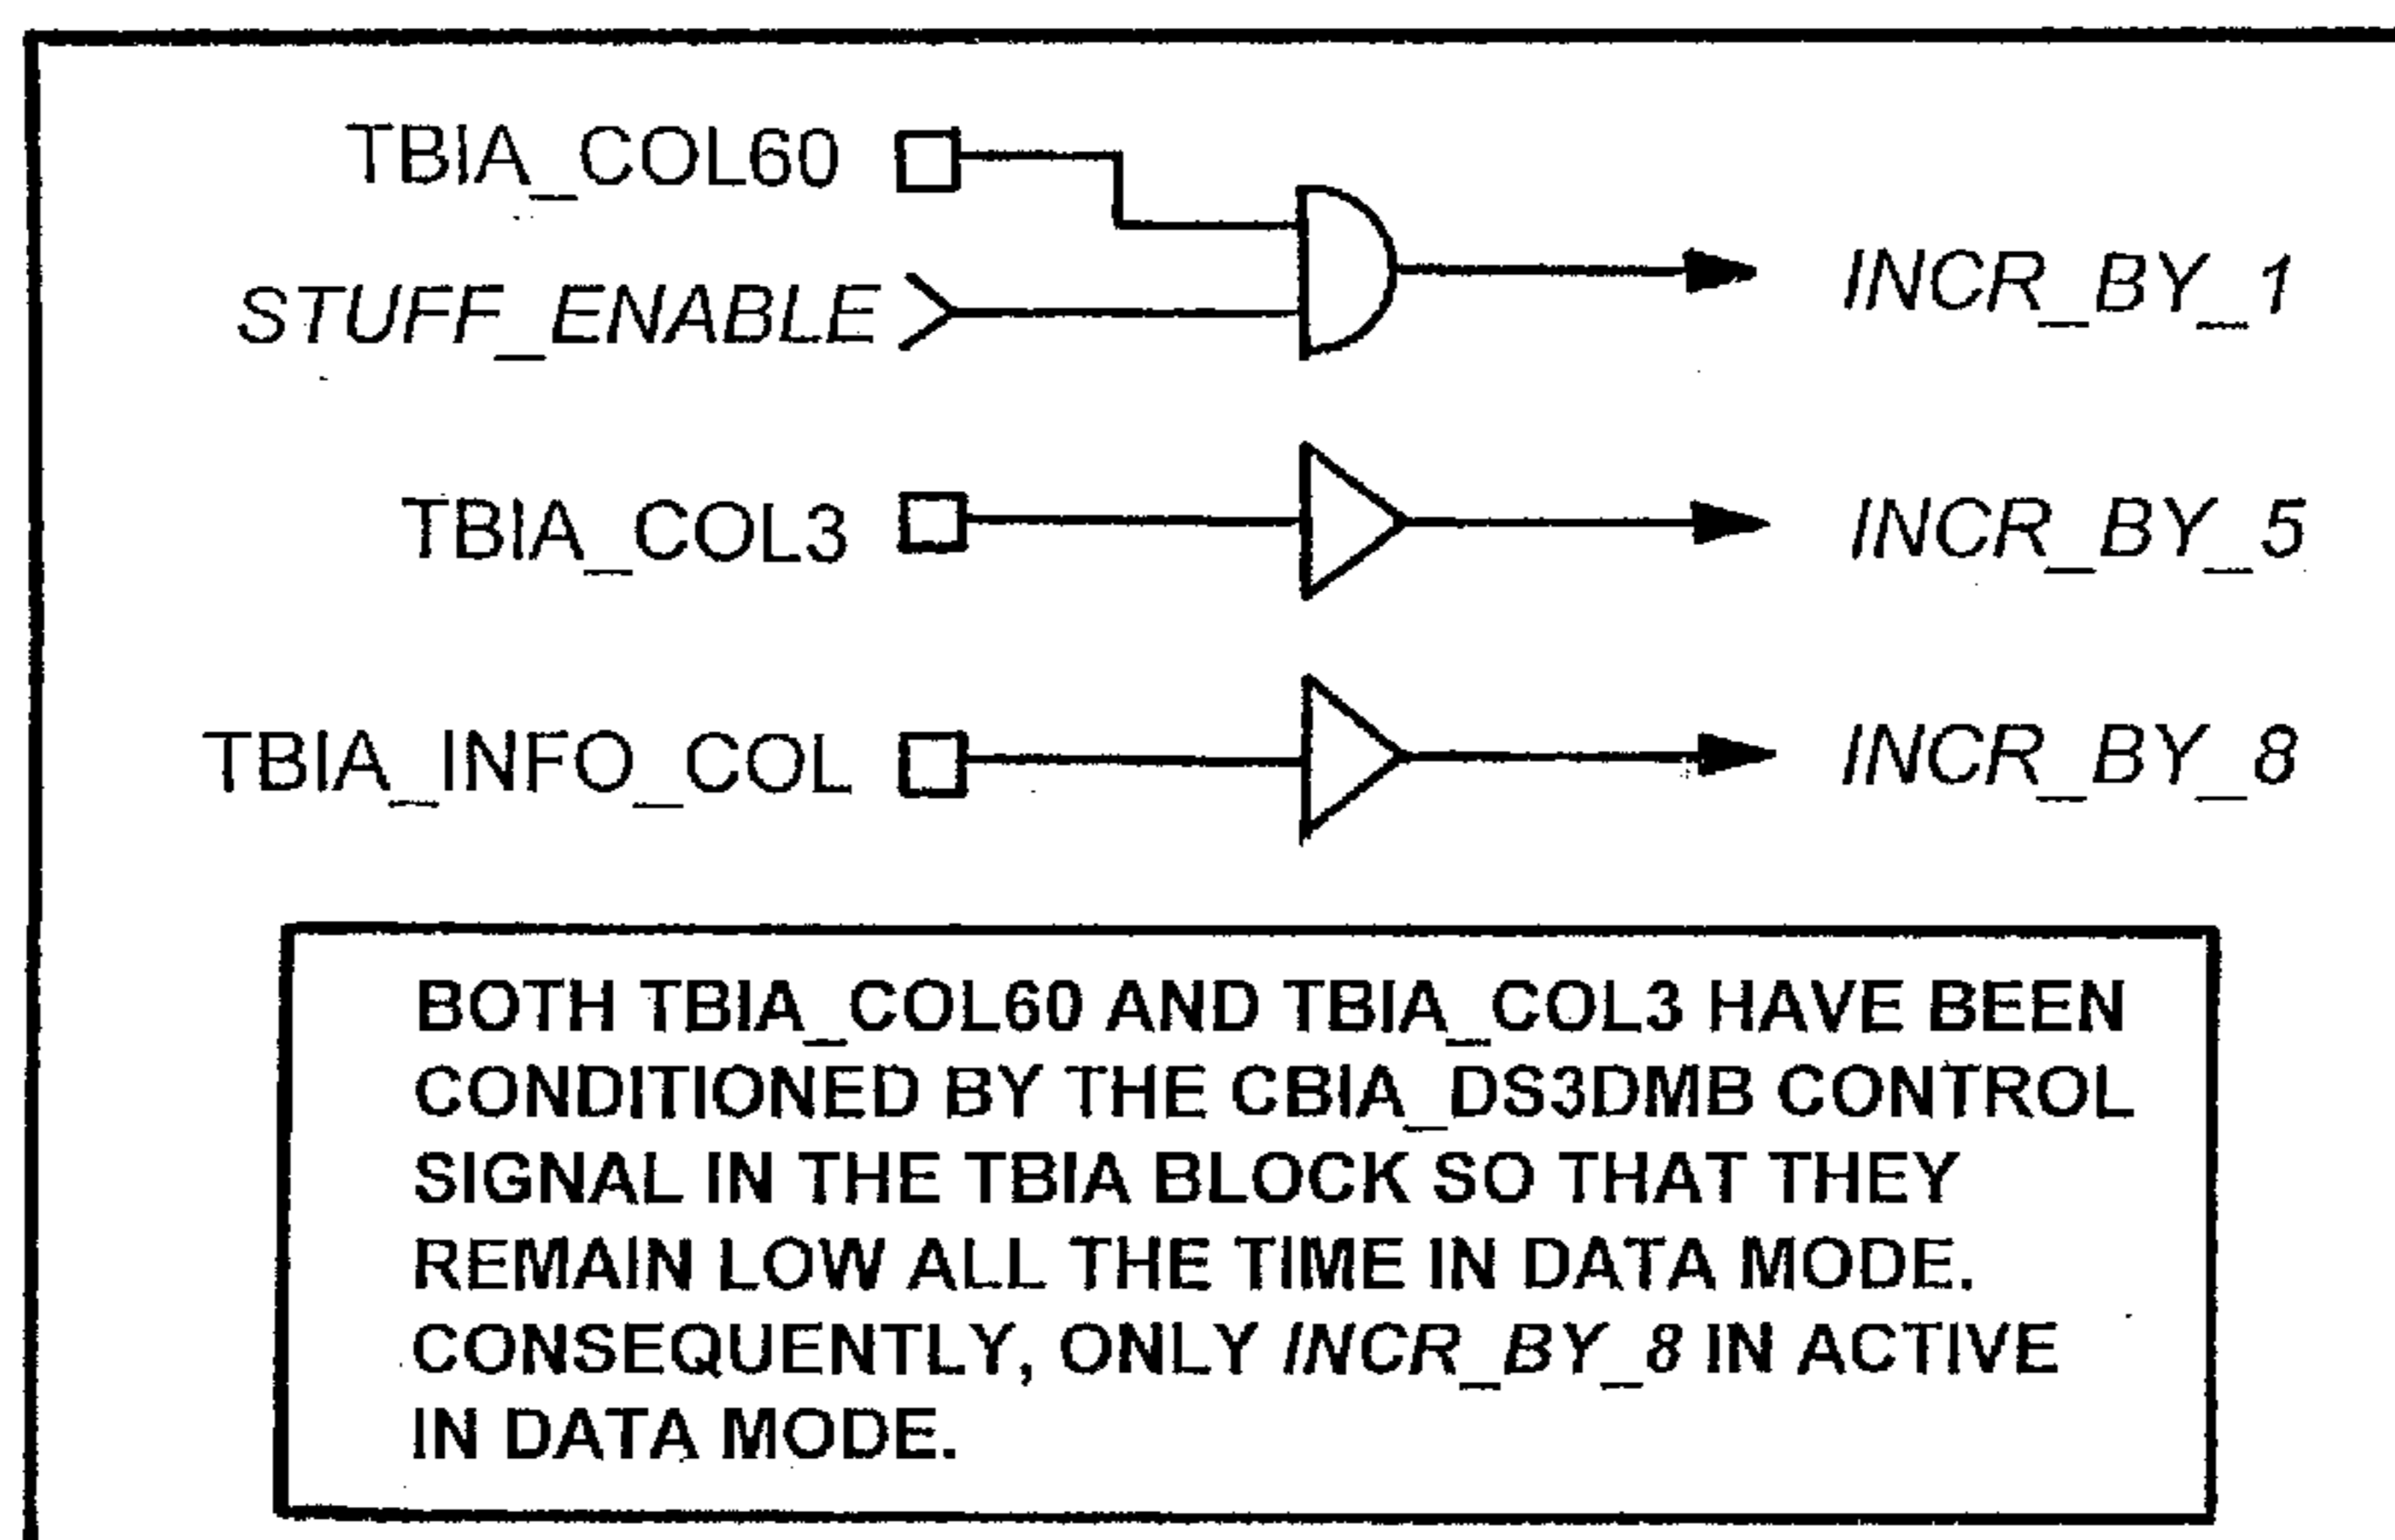 TBIA_COL60
INCR_BY_1
STUFF_ENABLE
TBIA_COL3
INCR_BY_5
TBIA_INFO_COL
INCR_BY_8
BOTH TBIA_COL60 AND TBIA_COL3 HAVE BEEN
CONDITIONED BY THE CBIA_DS3DMB CONTROL
SIGNAL IN THE TBIA BLOCK SO THAT THEY
REMAIN LOW ALL THE TIME IN DATA MODE.
CONSEQUENTLY, ONLY INCR_BY_8 IN ACTIVE
IN DATA MODE.